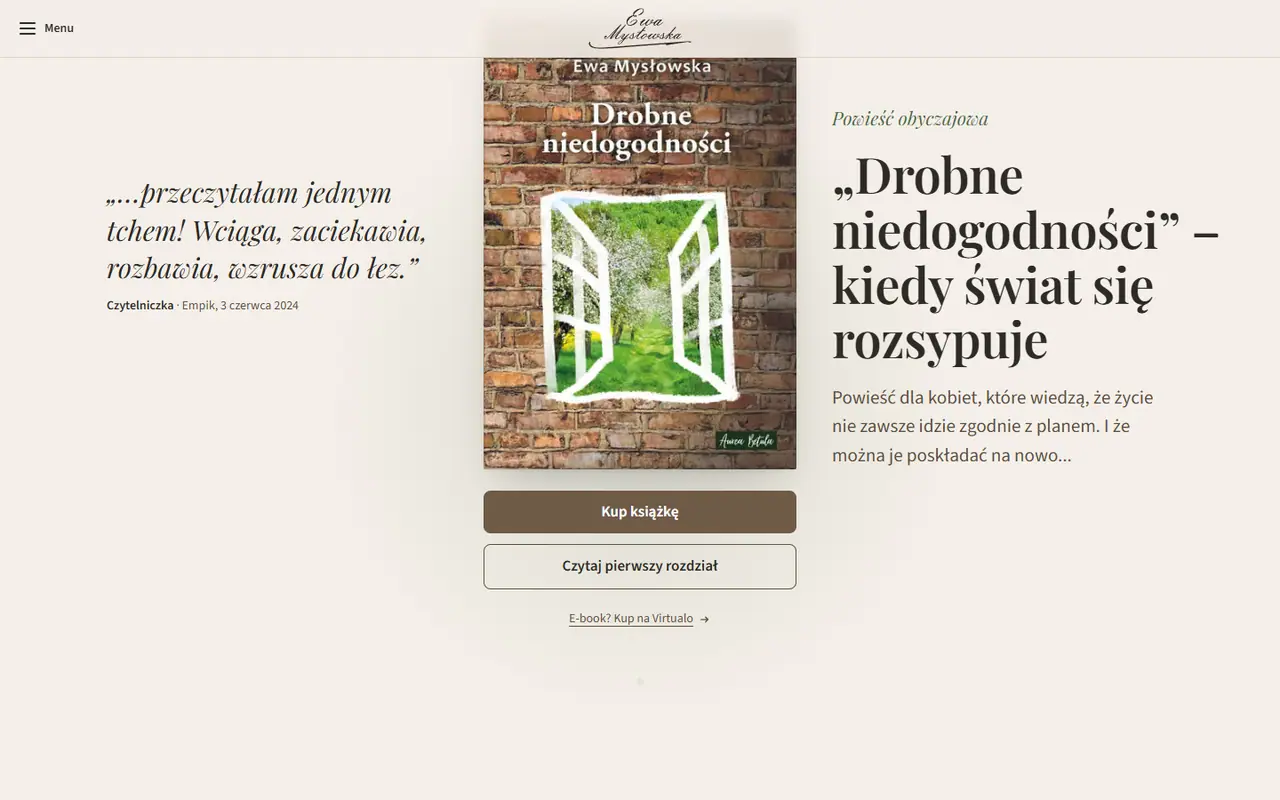 Menu
Ewa
Mysłowska
„…przeczytałam jednym
tchem! Wciąga, zaciekawia,
rozbawia, wzrusza do łez.”
Czytelniczka · Empik, 3 czerwca 2024
Ewa Mysłowska
Drobne
niedogodności
Aurea Betula
Kup książkę
Czytaj pierwszy rozdział
E-book? Kup na Virtualo →
Powieść obyczajowa
„Drobne
niedogodności” –
kiedy świat się
rozsypuje
Powieść dla kobiet, które wiedzą, że życie
nie zawsze idzie zgodnie z planem. I że
można je poskładać na nowo...